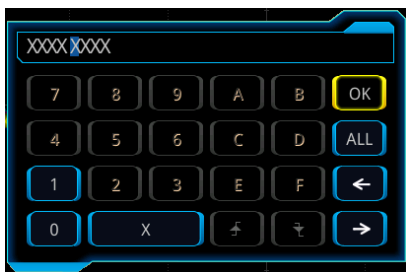 XXXX XXXX
7 8 9 A B OK
4 5 6 C D ALL
1 2 3 E F ←
0 X →